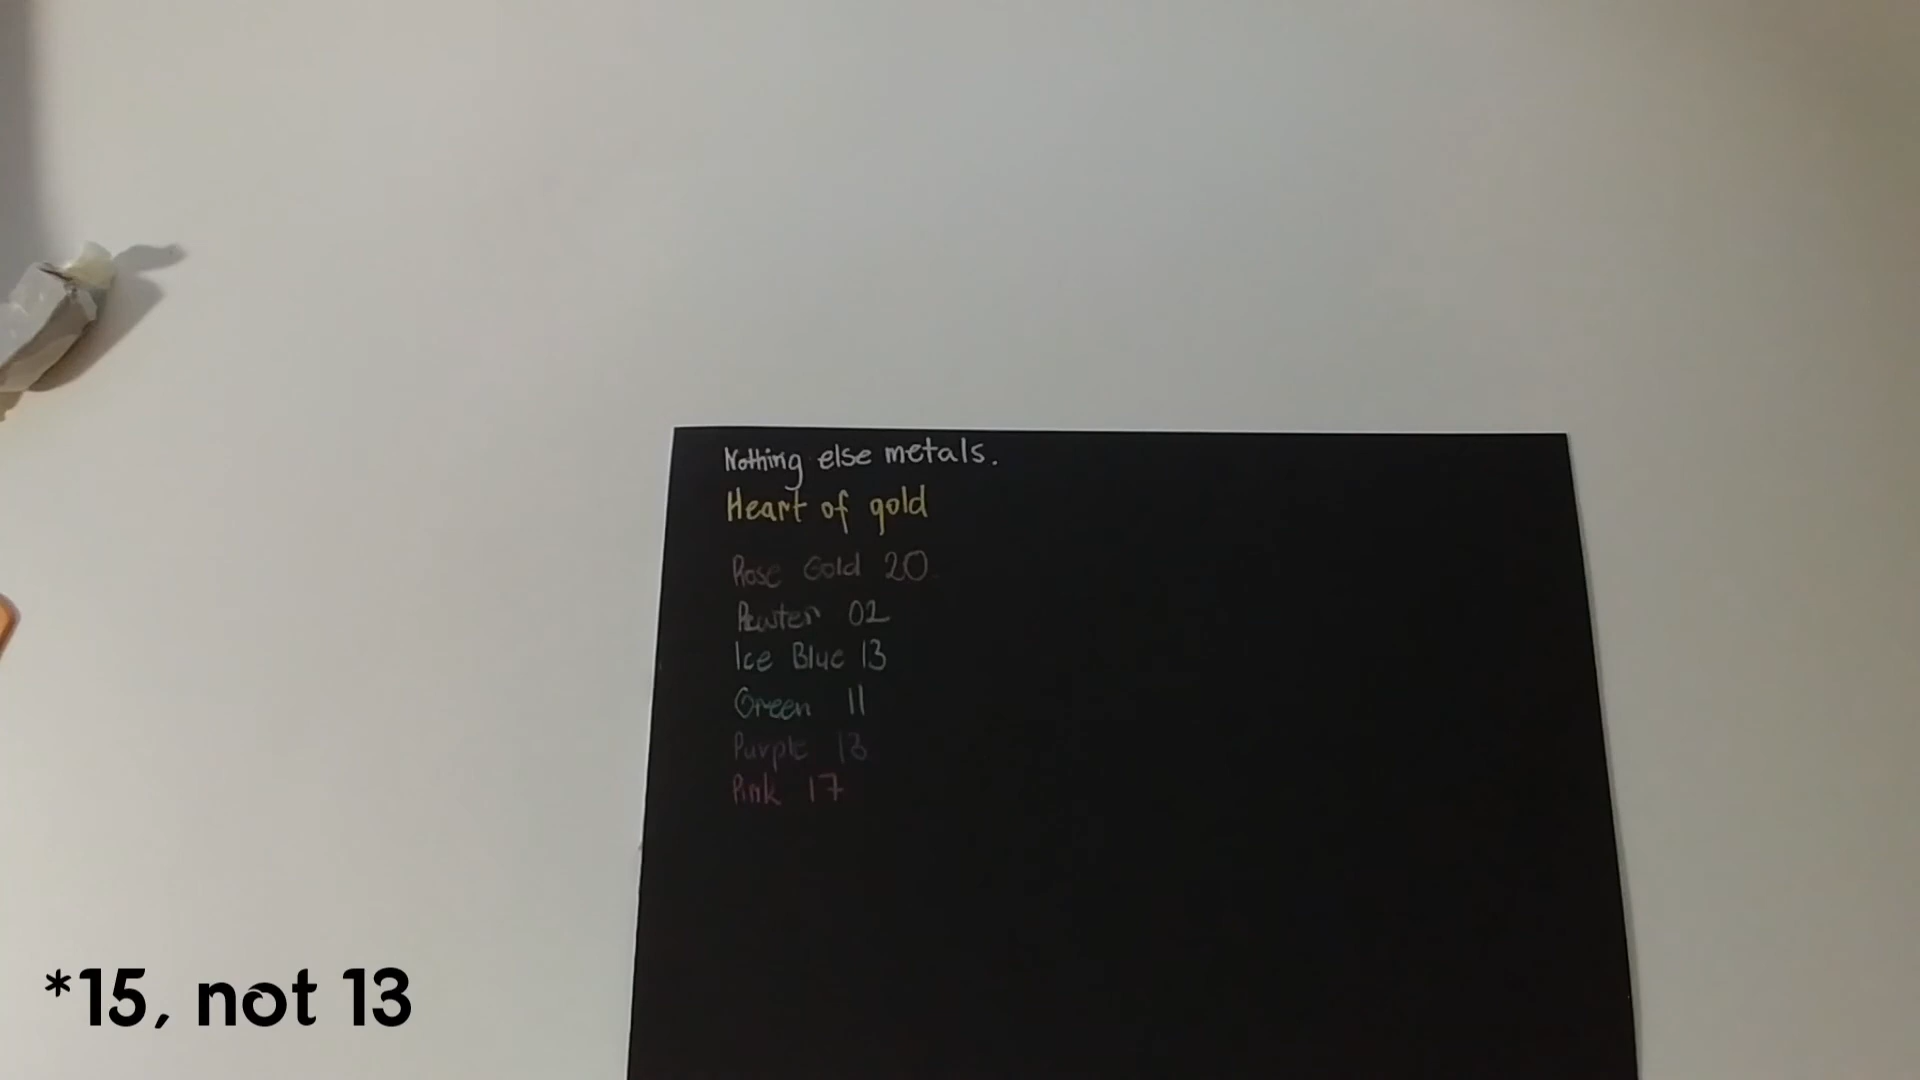 Nothing else metals.
Heart of gold
Rose Gold 20
Pewter 02
Ice Blue 13
Green 11
Purple 13
Pink 17
*15, not 13